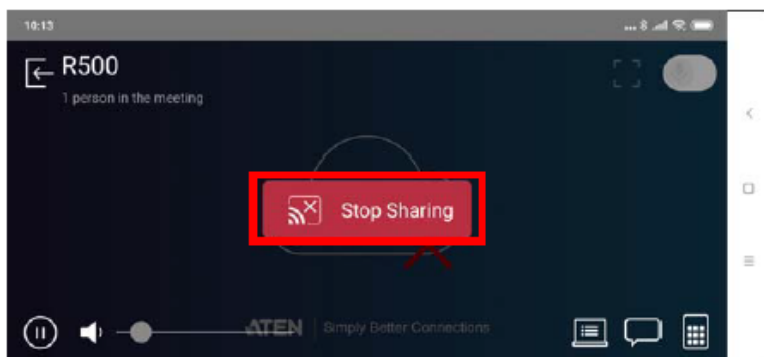 10:13
R500
1 person in the meeting
Stop Sharing
ATEN Simply Better Connections